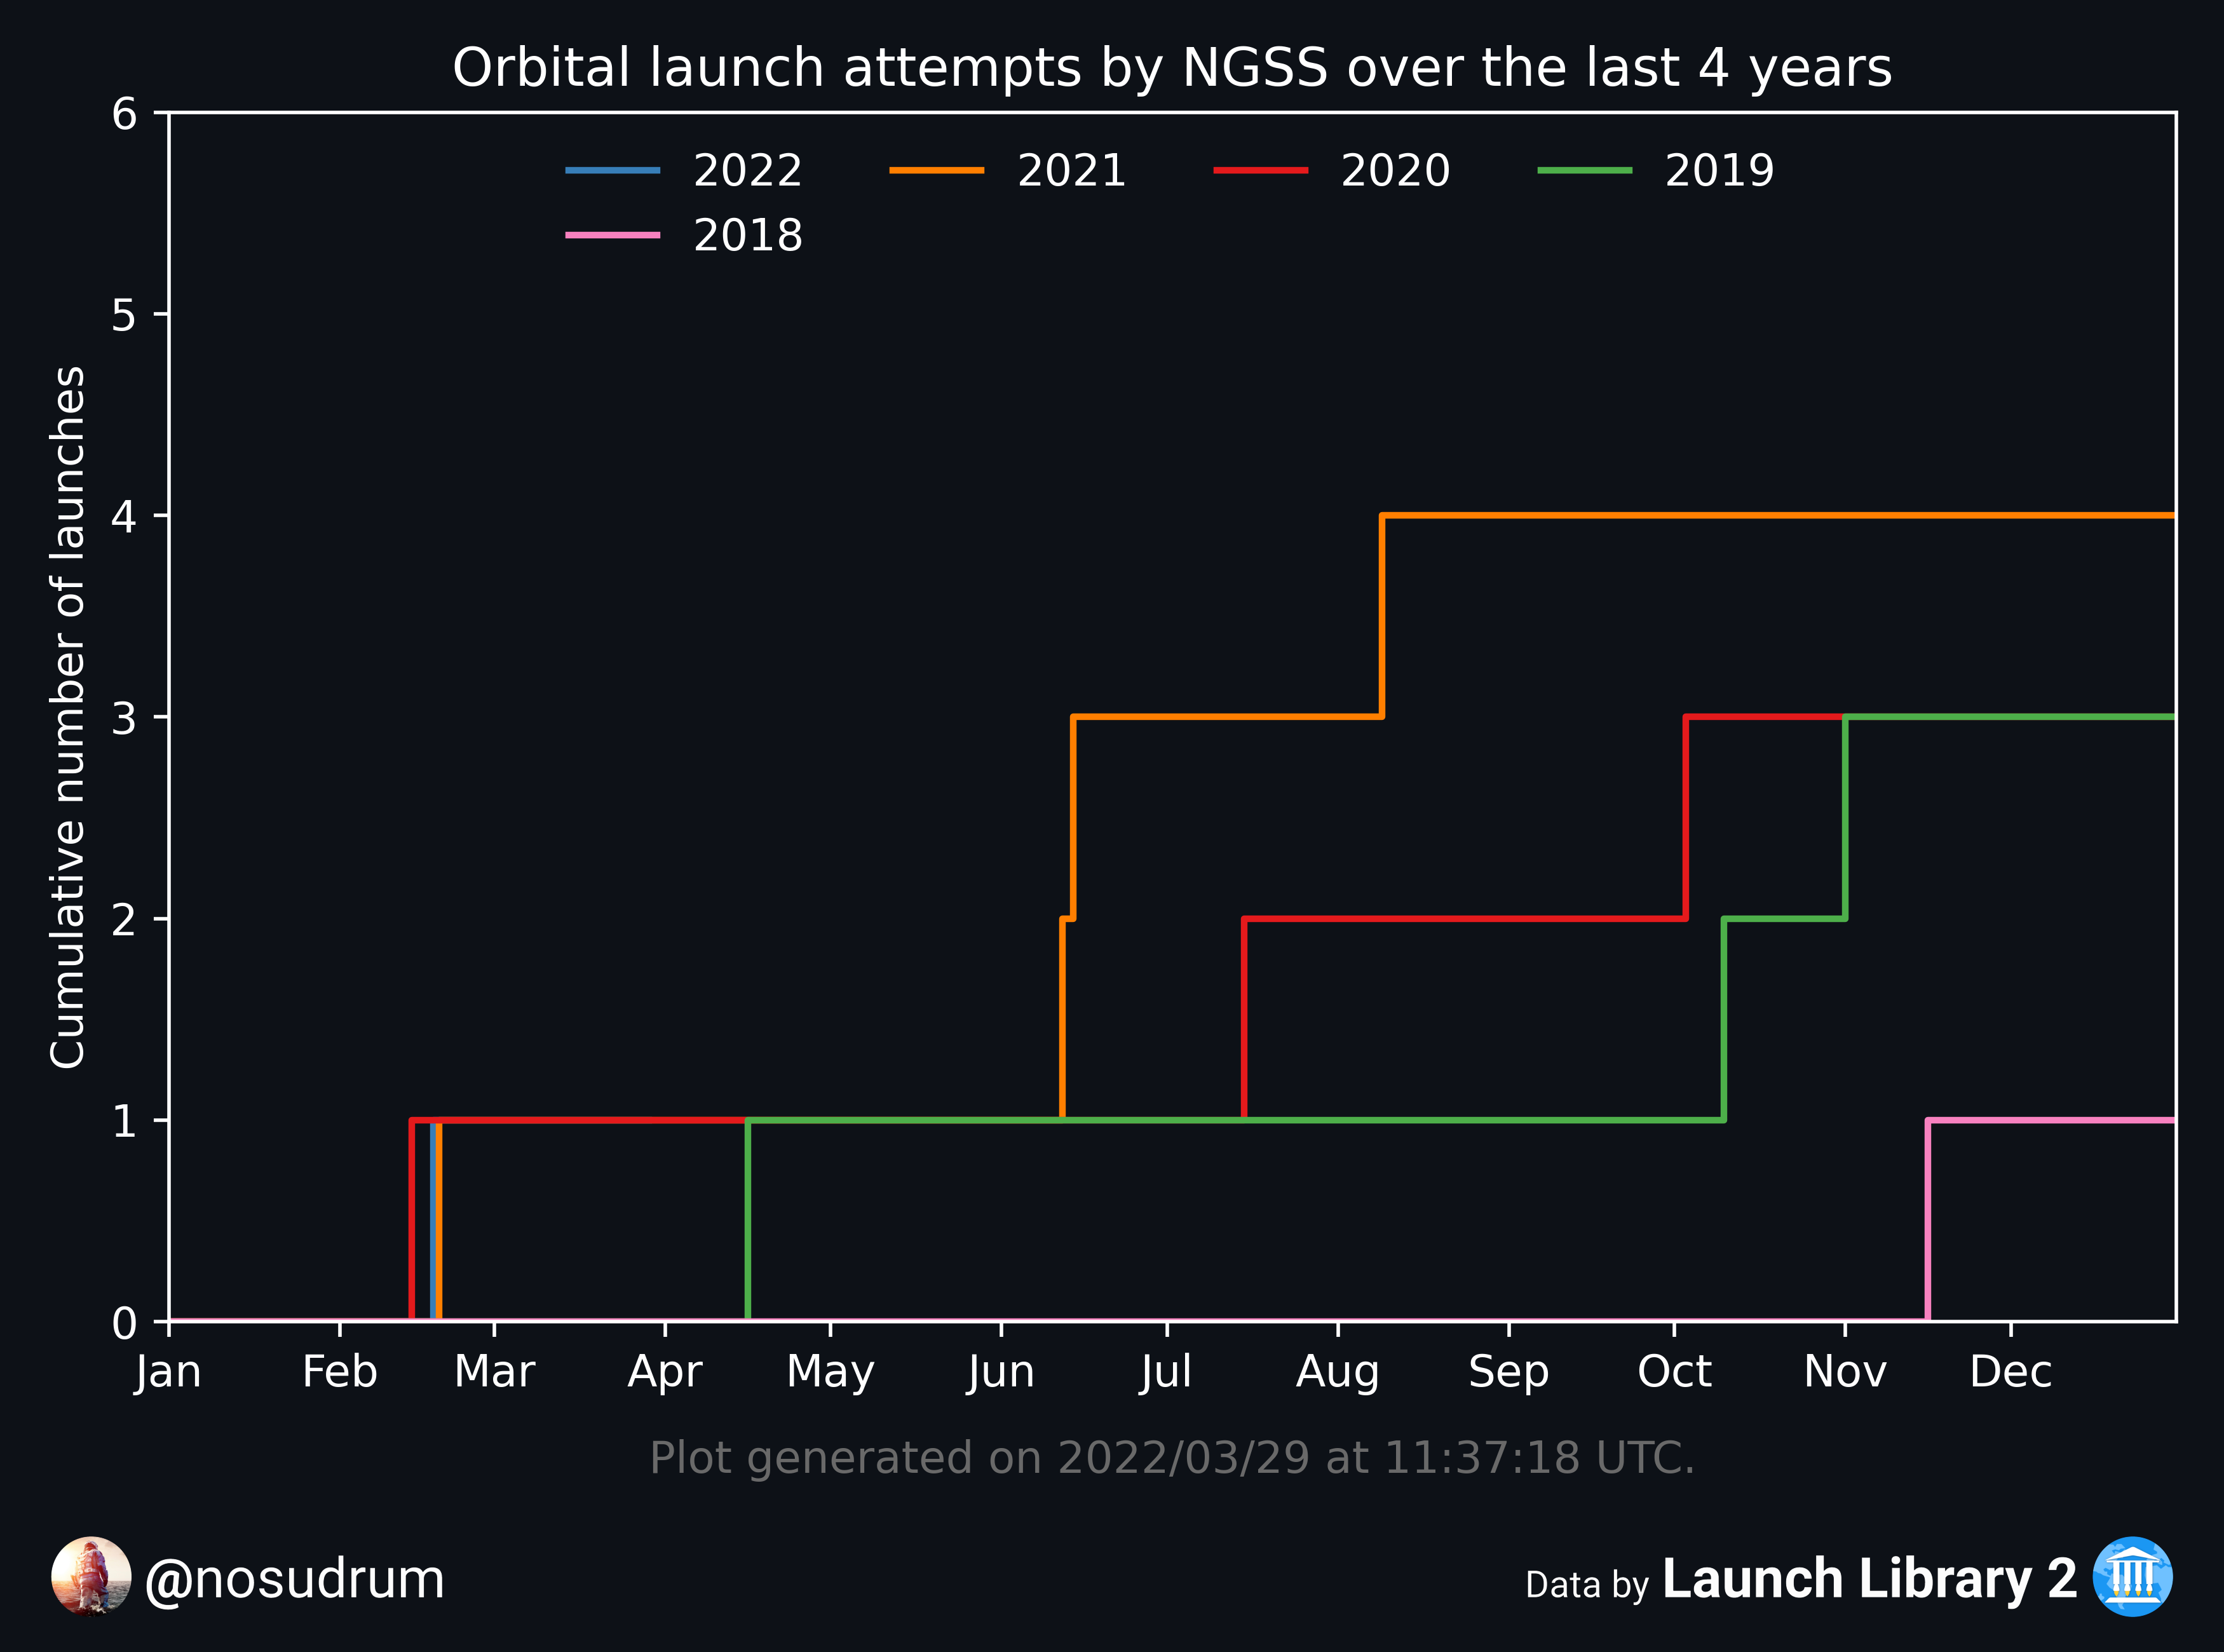 Orbital launch attempts by NGSS over the last 4 years
6
2022 2021 2020 2019
2018
5
4
3
2
1
0
Cumulative number of launches
Jan Feb Mar Apr May Jun Jul Aug Sep Oct Nov Dec
Plot generated on 2022/03/29 at 11:37:18 UTC.
@nosudrum
Data by Launch Library 2